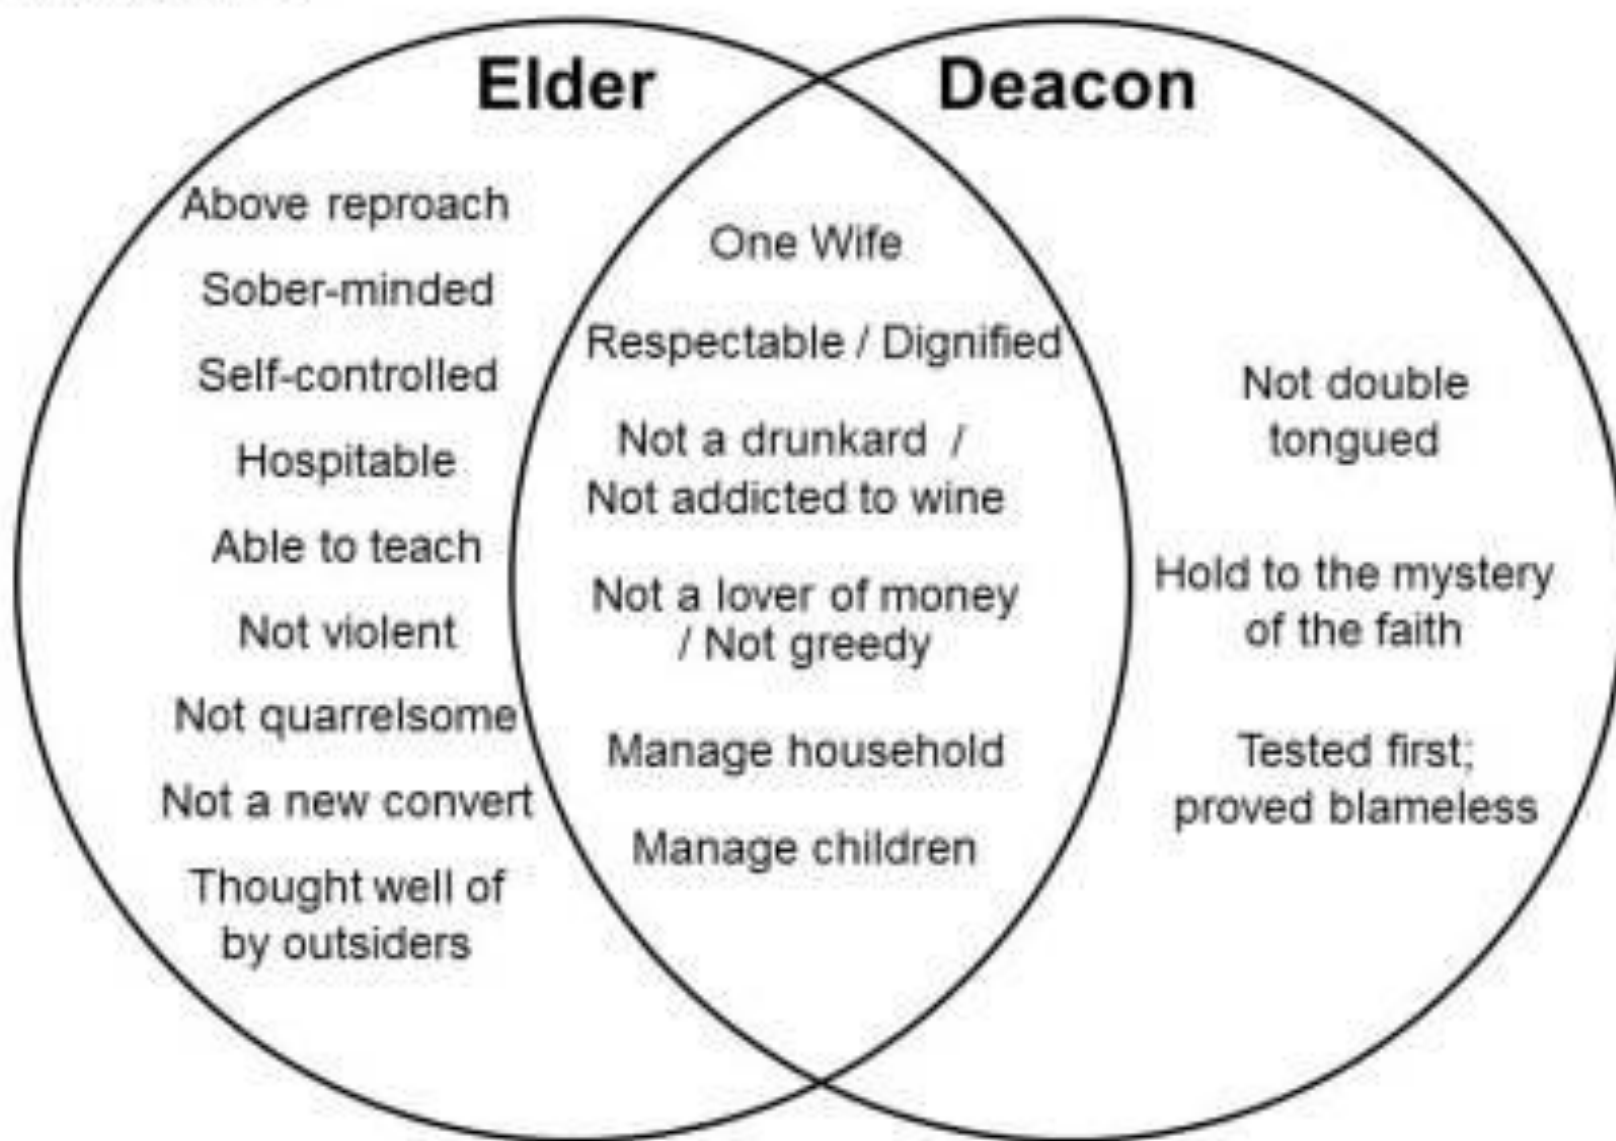 Elder
Above reproach
Sober-minded
Self-controlled
Hospitable
Able to teach
Not violent
Not quarrelsome
Not a new convert
Thought well of
by outsiders
One Wife
Respectable / Dignified
Not a drunkard /
Not addicted to wine
Not a lover of money
/ Not greedy
Manage household
Manage children
Deacon
Not double
tongued
Hold to the mystery
of the faith
Tested first;
proved blameless